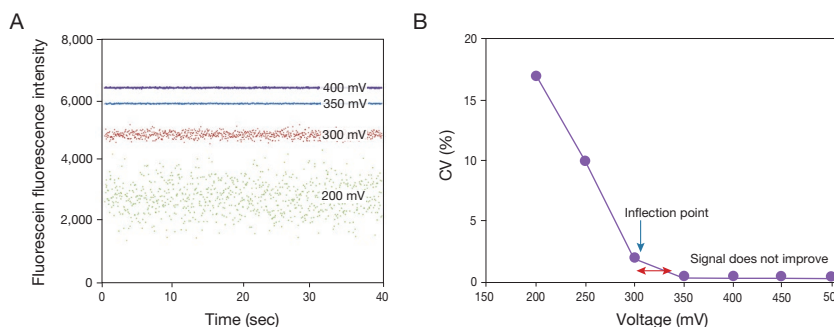 A
Fluorescein fluorescence intensity
8,000
6,000
4,000
2,000
0
400 mV
350 mV
300 mV
200 mV
0
10
20
30
40
Time (sec)
B
CV (%)
20
15
10
5
0
Inflection point
Signal does not improve
150
200
250
300
350
400
450
Voltage (mV)